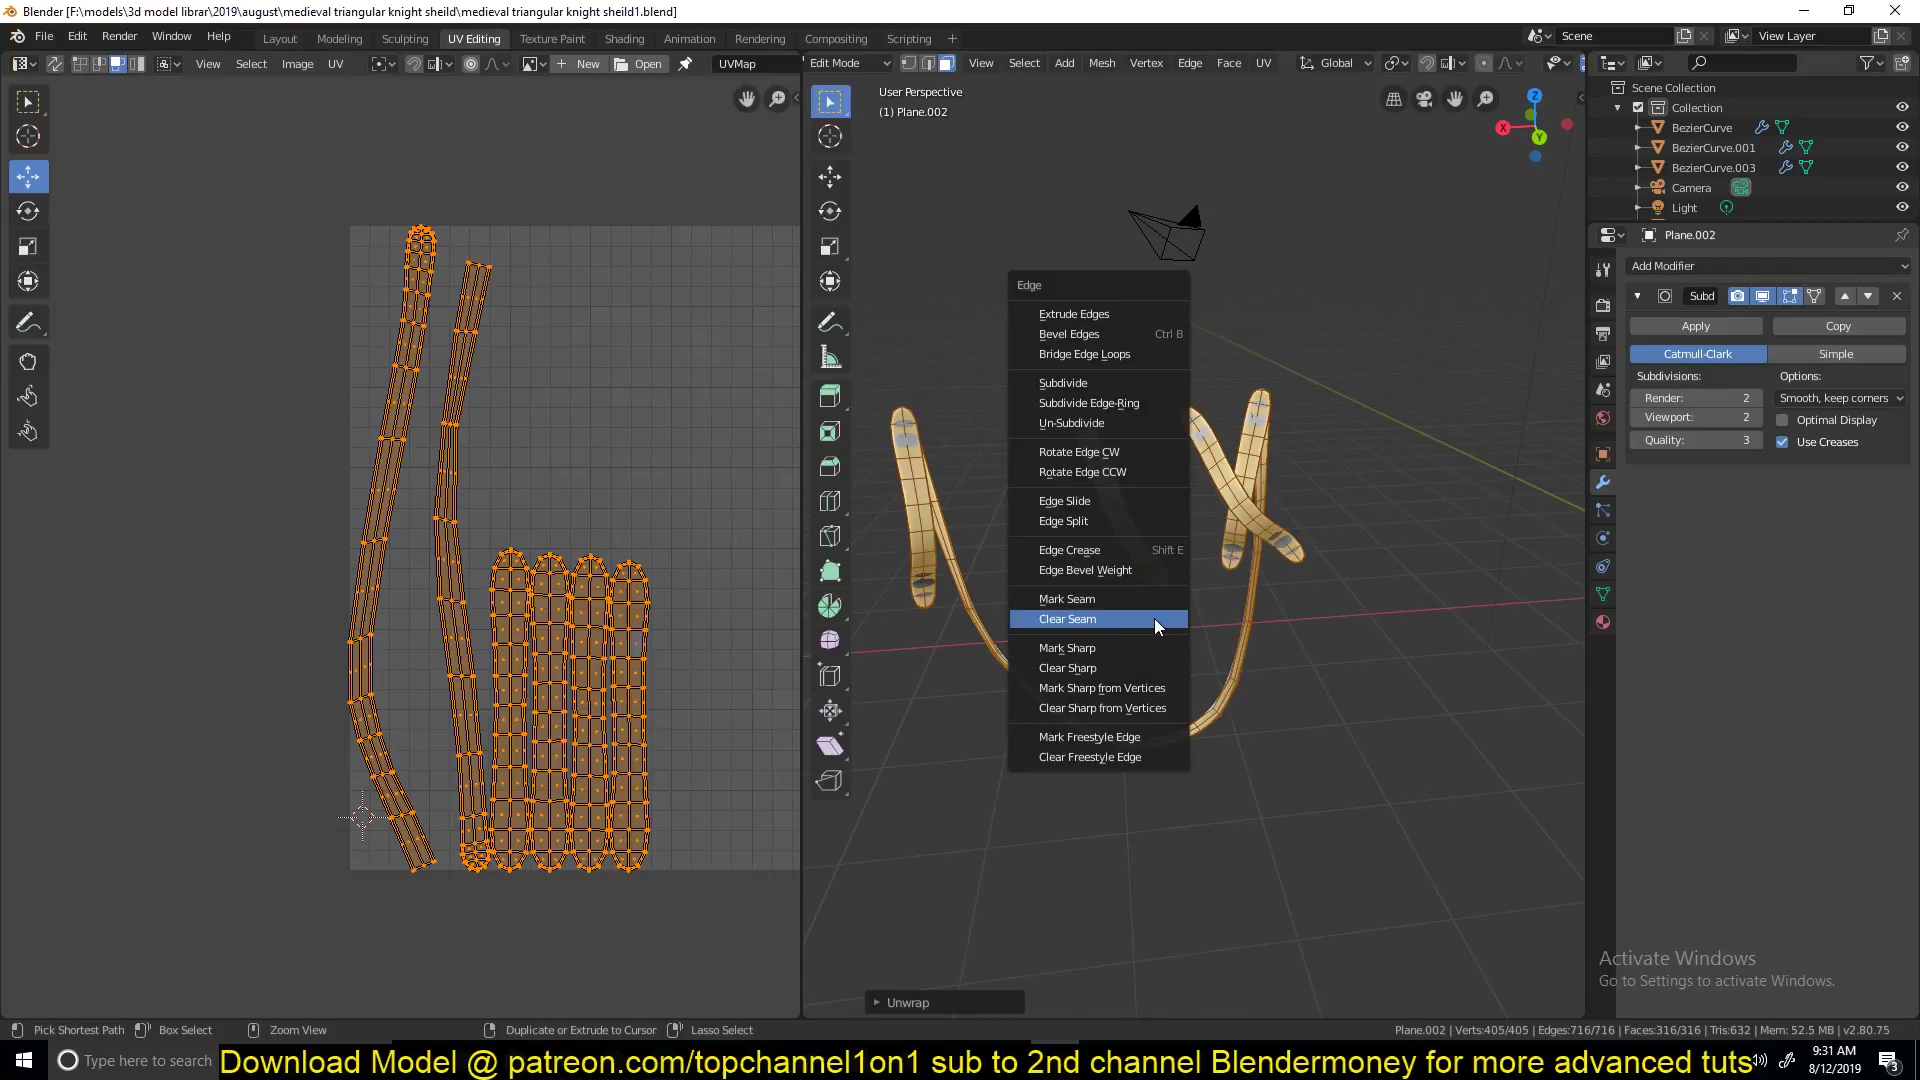 Blender [F:\models\3d model librar\2019\august\medieval triangular knight sheild\medieval triangular knight sheild1.blend]
File Edit Render Window Help Layout Modeling Sculpting UV Editing Texture Paint Shading Animation Rendering Compositing Scripting + Scene View Layer
View Select Image UV New Open UVMap Edit Mode View Select Add Mesh Vertex Edge Face UV Global
User Perspective
(1) Plane.002
Scene Collection
Collection
BezierCurve
BezierCurve.001
BezierCurve.003
Camera
Light
Plane.002
Add Modifier
Subd
Apply Copy
Catmull-Clark Simple
Subdivisions: Options:
Render: 2 Smooth, keep corners
Viewport: 2 Optimal Display
Quality: 3 Use Creases
X
Y
Z
Edge
Extrude Edges
Bevel Edges Ctrl B
Bridge Edge Loops
Subdivide
Subdivide Edge-Ring
Un-Subdivide
Rotate Edge CW
Rotate Edge CCW
Edge Slide
Edge Split
Edge Crease Shift E
Edge Bevel Weight
Mark Seam
Clear Seam
Mark Sharp
Clear Sharp
Mark Sharp from Vertices
Clear Sharp from Vertices
Mark Freestyle Edge
Clear Freestyle Edge
Unwrap
Activate Windows
Go to Settings to activate Windows.
Pick Shortest Path Box Select Zoom View Duplicate or Extrude to Cursor Lasso Select Plane.002 | Verts:405/405 | Edges:716/716 | Faces:316/316 | Tris:632 | Mem: 52.5 MB | v2.80.75
Type here to search
Download Model @ patreon.com/topchannel1on1 sub to 2nd channel Blendermoney for more advanced tuts
9:31 AM
8/12/2019
3